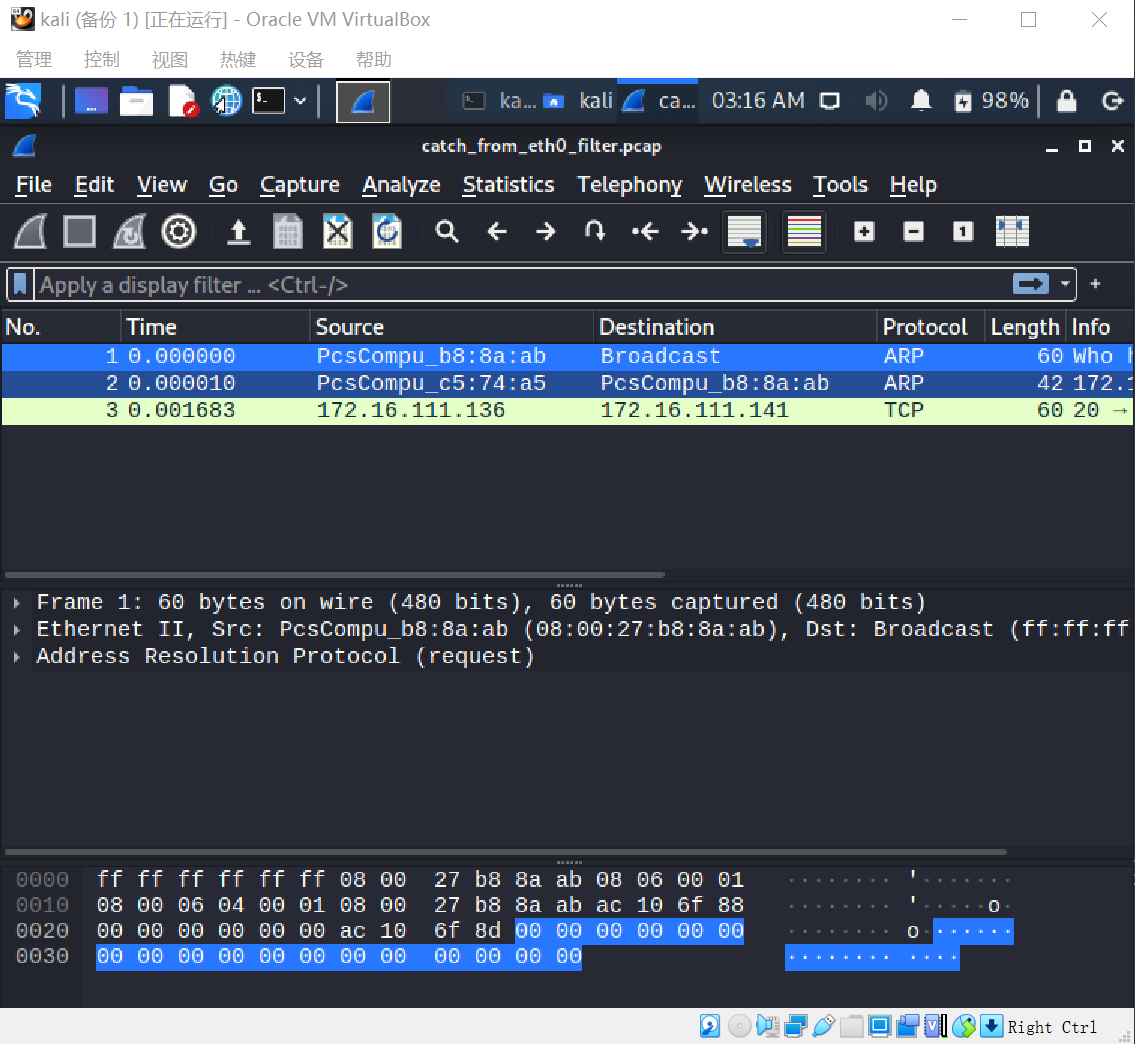 kali (备份 1) [正在运行] - Oracle VM VirtualBox
管理 控制 视图 热键 设备 帮助
ka... kali ca... 03:16 AM 98%
catch_from_eth0_filter.pcap
File Edit View Go Capture Analyze Statistics Telephony Wireless Tools Help
Apply a display filter ... <Ctrl-/>
No. Time Source Destination Protocol Length Info
1 0.000000 PcsCompu_b8:8a:ab Broadcast ARP 60 Who h
2 0.000010 PcsCompu_c5:74:a5 PcsCompu_b8:8a:ab ARP 42 172.1
3 0.001683 172.16.111.136 172.16.111.141 TCP 60 20 →
Frame 1: 60 bytes on wire (480 bits), 60 bytes captured (480 bits)
Ethernet II, Src: PcsCompu_b8:8a:ab (08:00:27:b8:8a:ab), Dst: Broadcast (ff:ff:ff
Address Resolution Protocol (request)
0000 ff ff ff ff ff ff 08 00 27 b8 8a ab 08 06 00 01 ········ '·······
0010 08 00 06 04 00 01 08 00 27 b8 8a ab ac 10 6f 88 ········ '·····o·
0020 00 00 00 00 00 00 ac 10 6f 8d 00 00 00 00 00 00 ········ o·······
0030 00 00 00 00 00 00 00 00 00 00 00 00 ········ ····
Right Ctrl